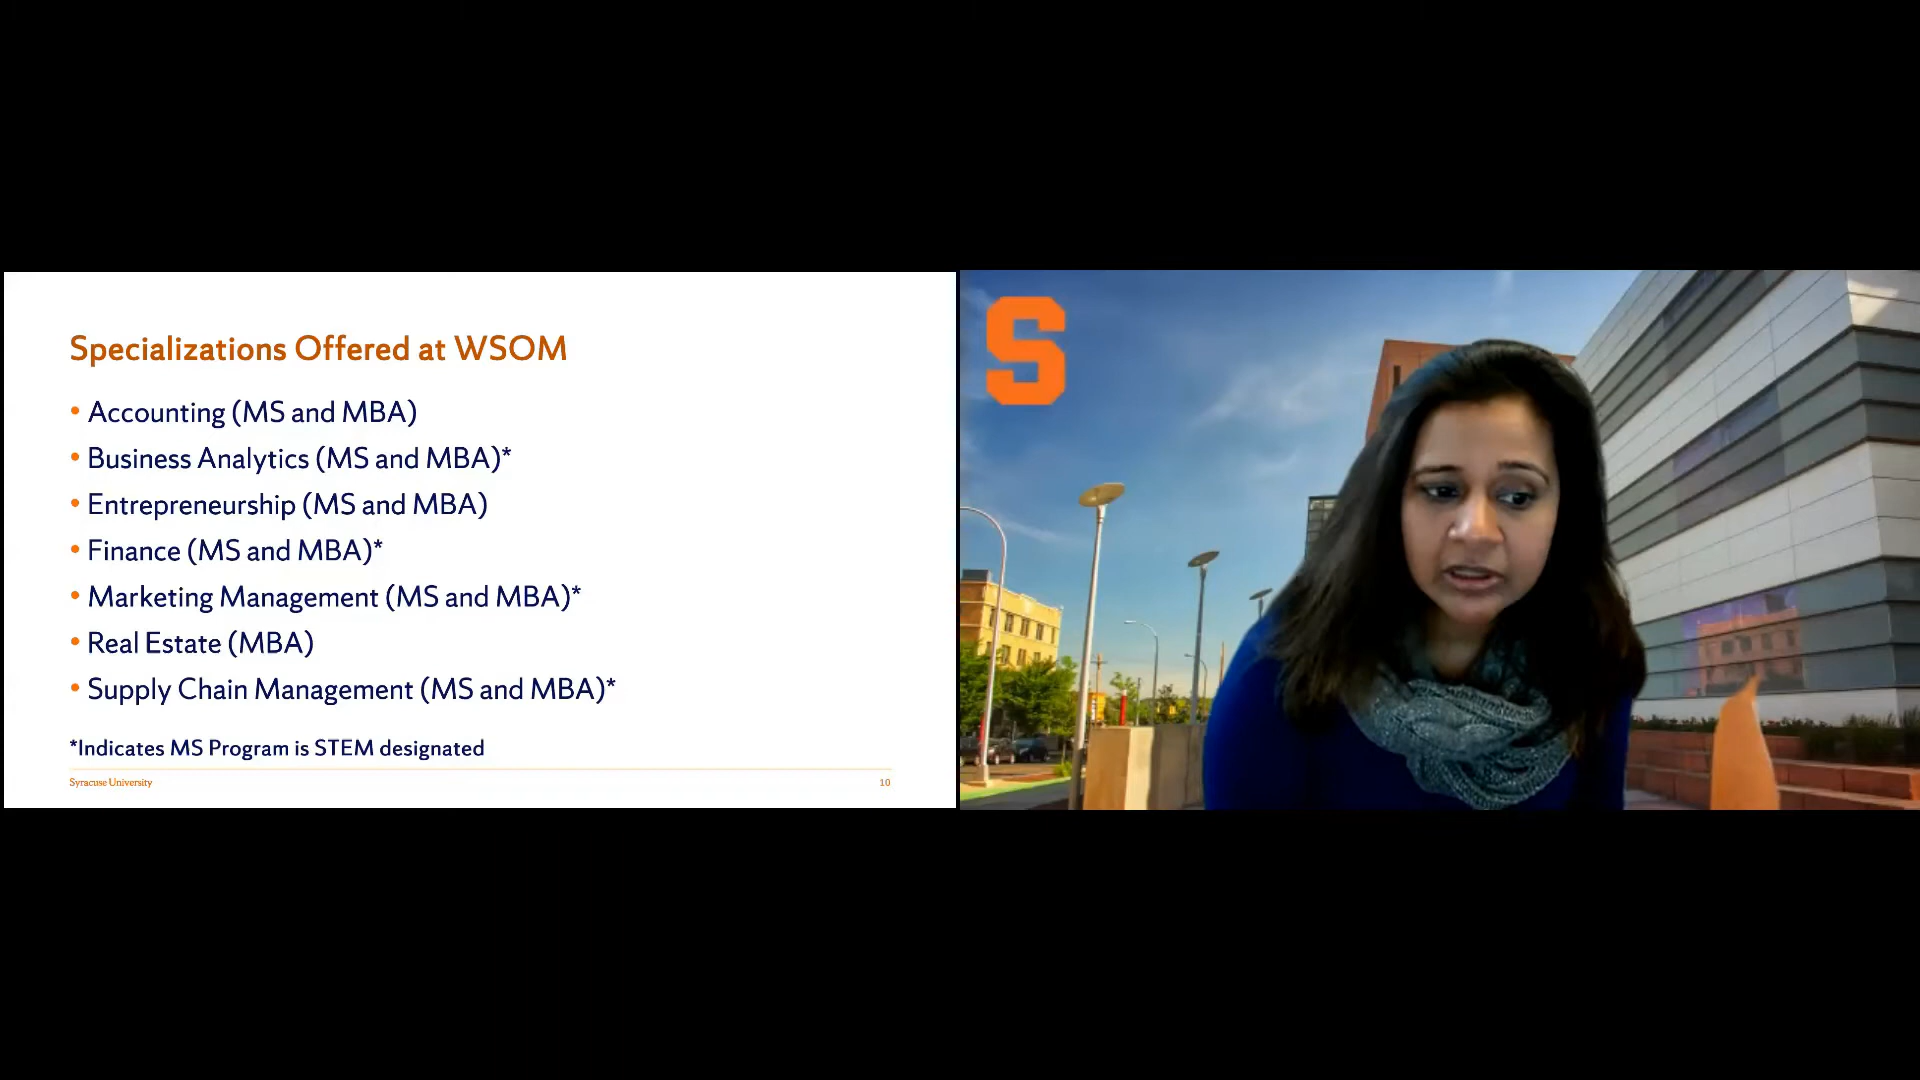 Specializations Offered at WSOM
• Accounting (MS and MBA)
• Business Analytics (MS and MBA)*
• Entrepreneurship (MS and MBA)
• Finance (MS and MBA)*
• Marketing Management (MS and MBA)*
• Real Estate (MBA)
• Supply Chain Management (MS and MBA)*
*Indicates MS Program is STEM designated
Syracuse University
10
S